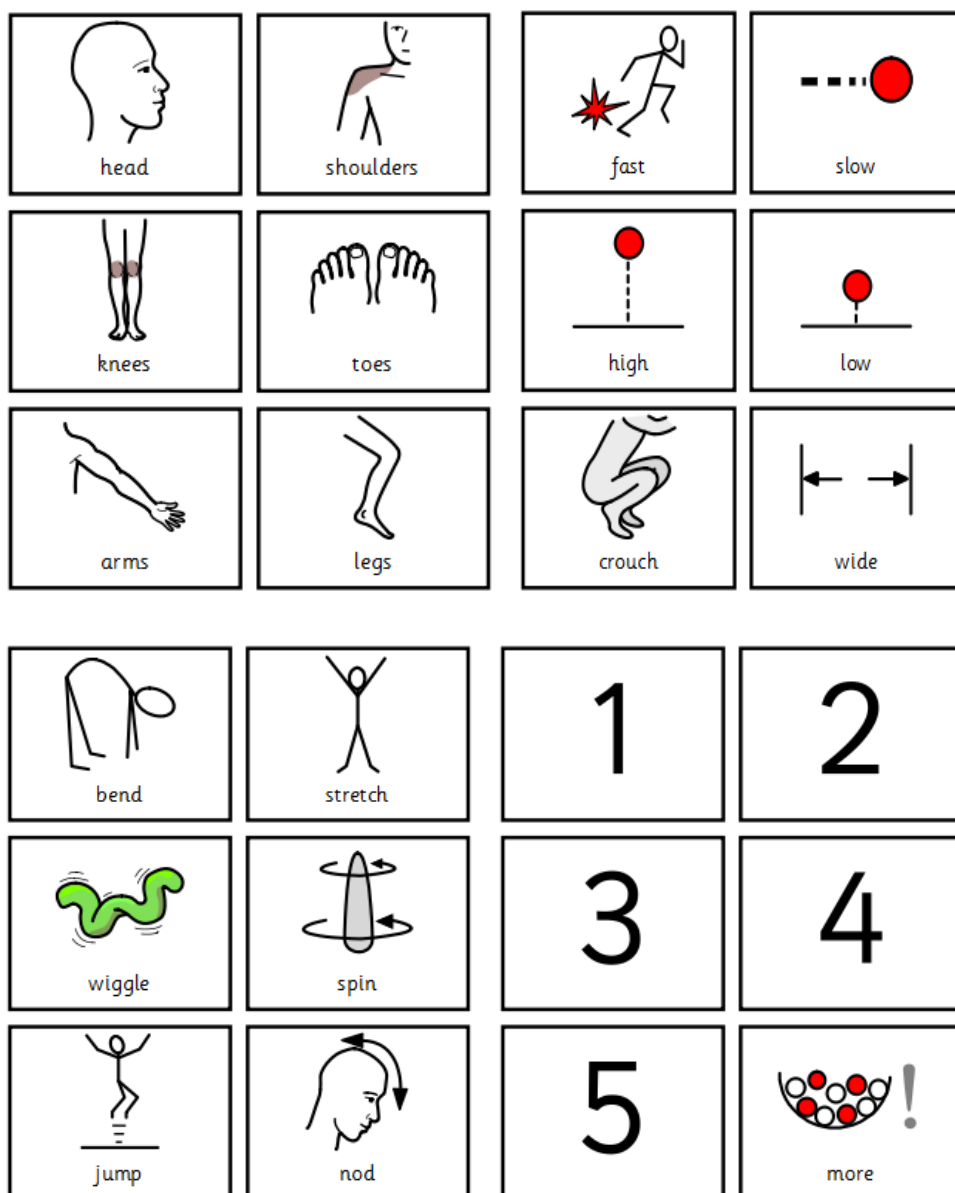 head
shoulders
fast
slow
knees
toes
high
low
arms
legs
crouch
wide
bend
stretch
1
2
wiggle
spin
3
4
jump
nod
5
!
more